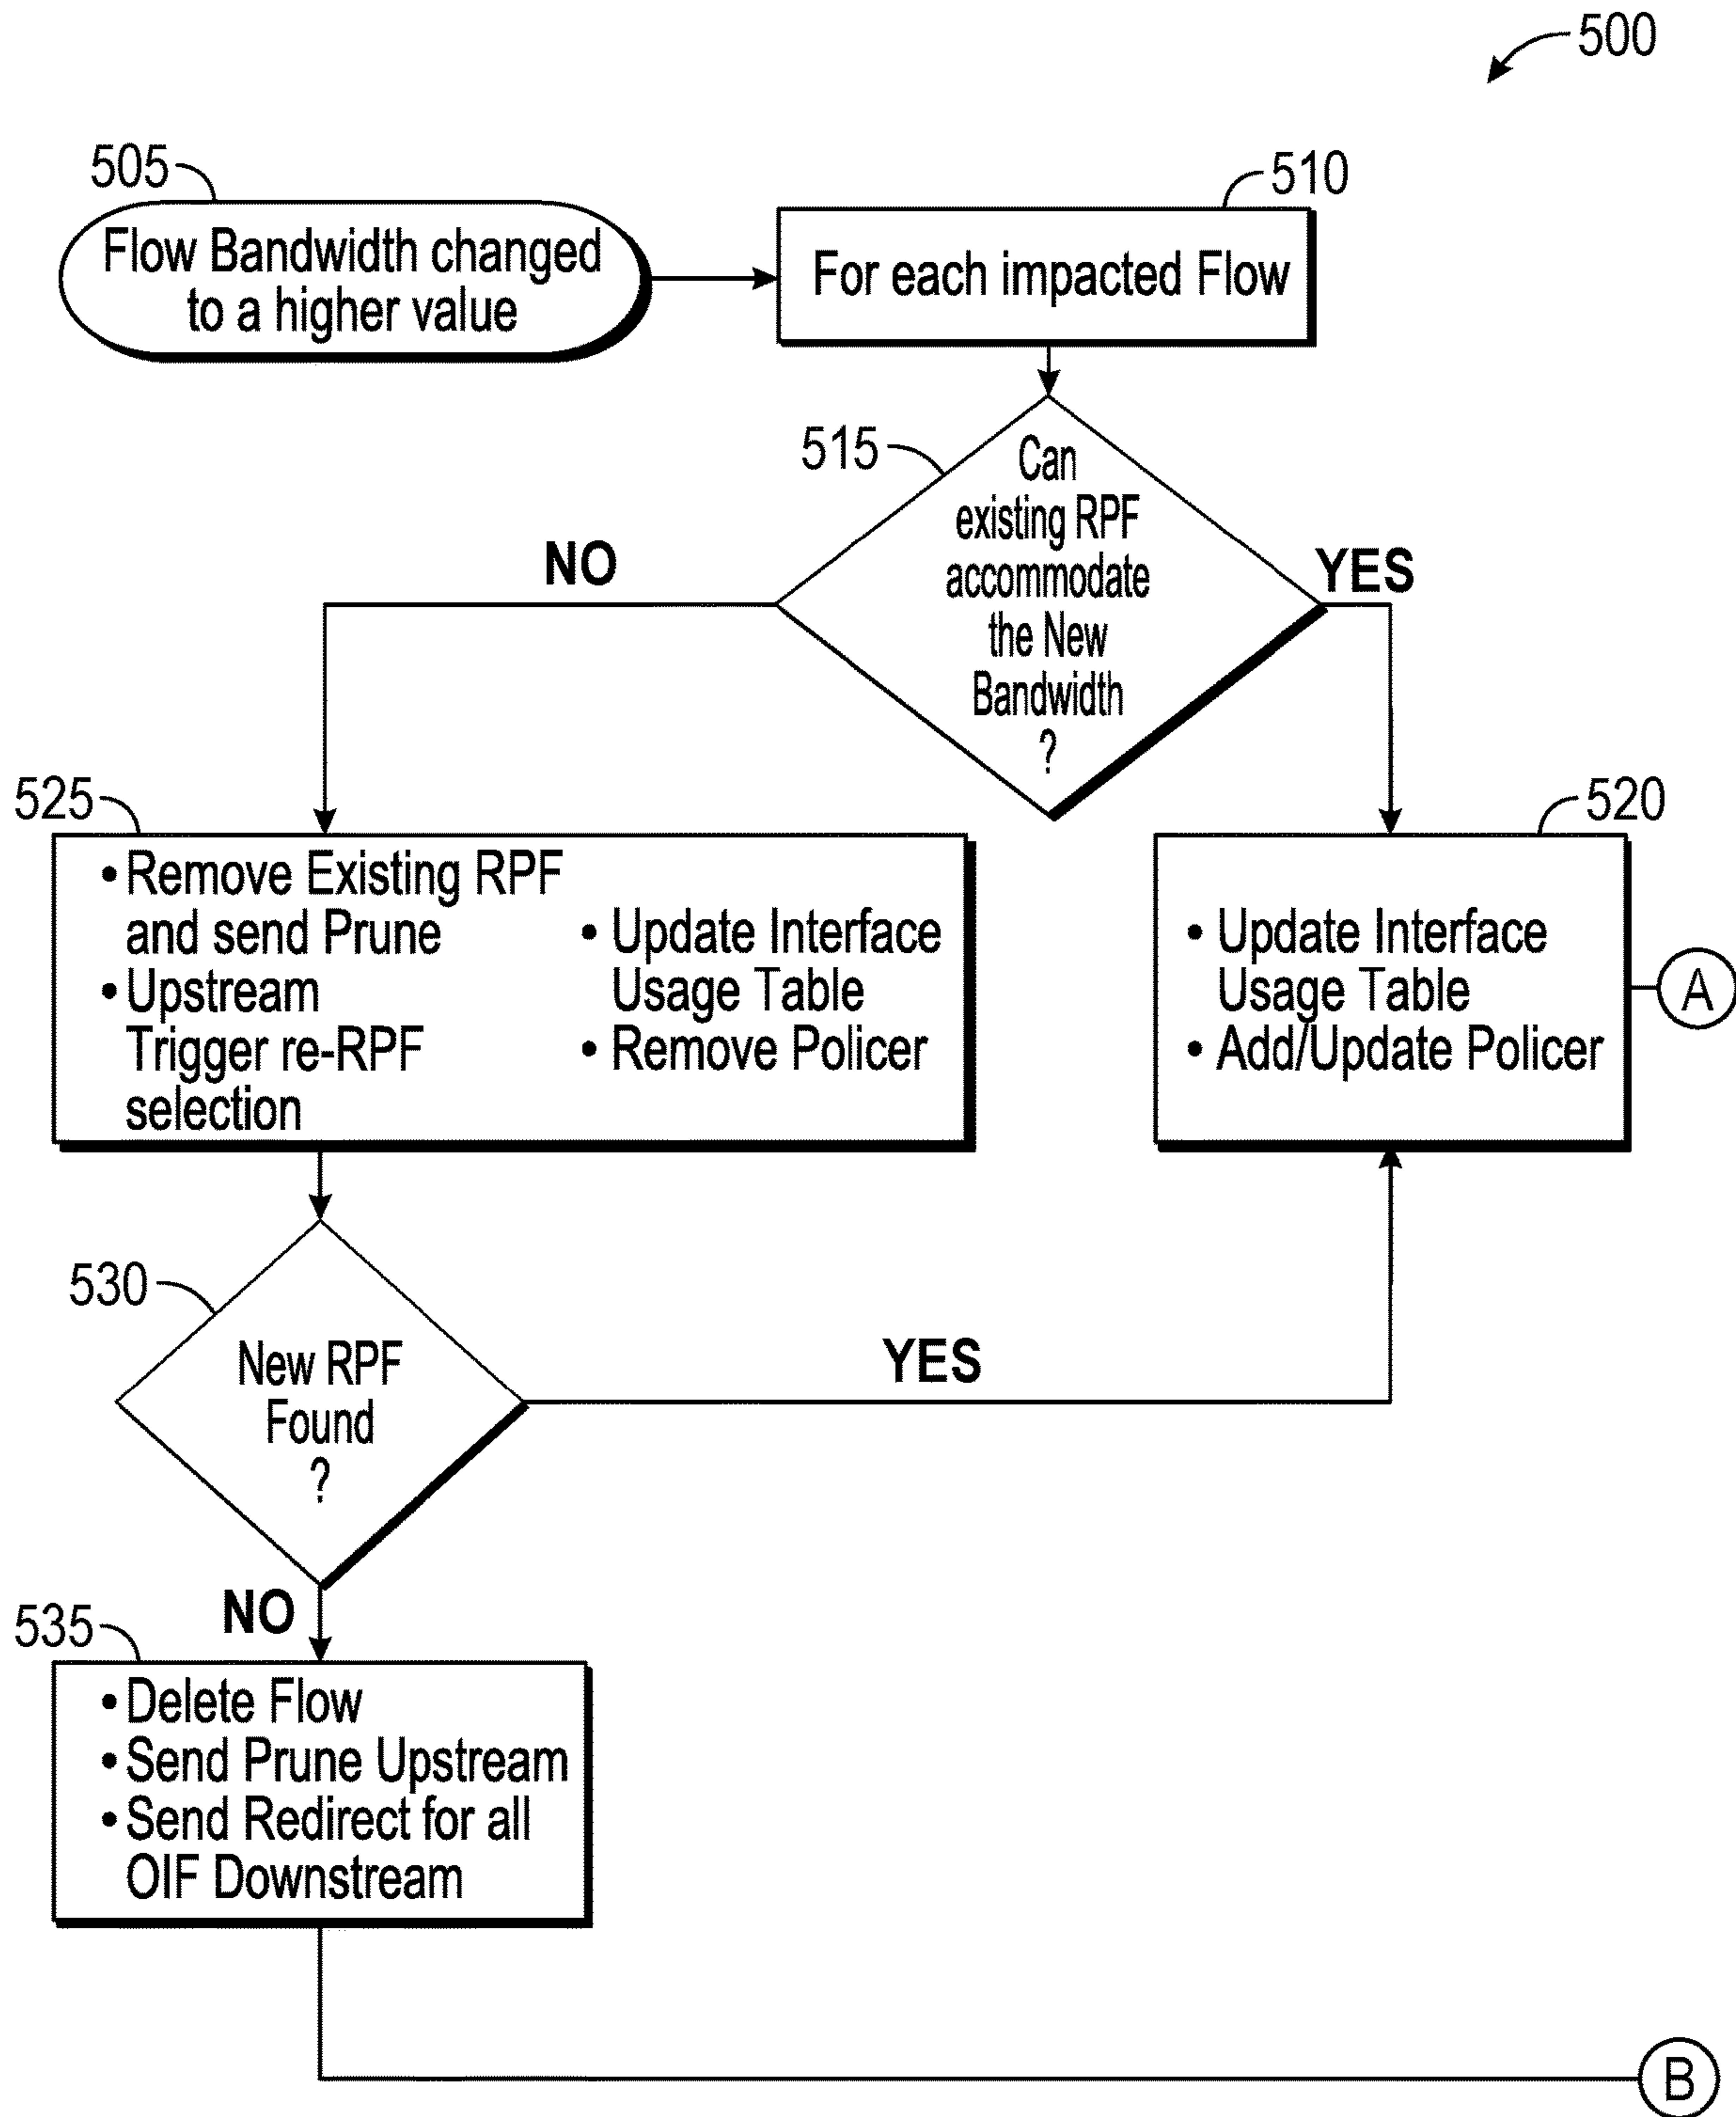 500
505
Flow Bandwidth changed
to a higher value
510
For each impacted Flow
515
Can
existing RPF
accommodate
the New
Bandwidth
?
NO
YES
525
• Remove Existing RPF
and send Prune
• Upstream
Trigger re-RPF
selection
• Update Interface
Usage Table
• Remove Policer
520
• Update Interface
Usage Table
• Add/Update Policer
A
530
New RPF
Found
?
YES
NO
535
• Delete Flow
• Send Prune Upstream
• Send Redirect for all
OIF Downstream
B